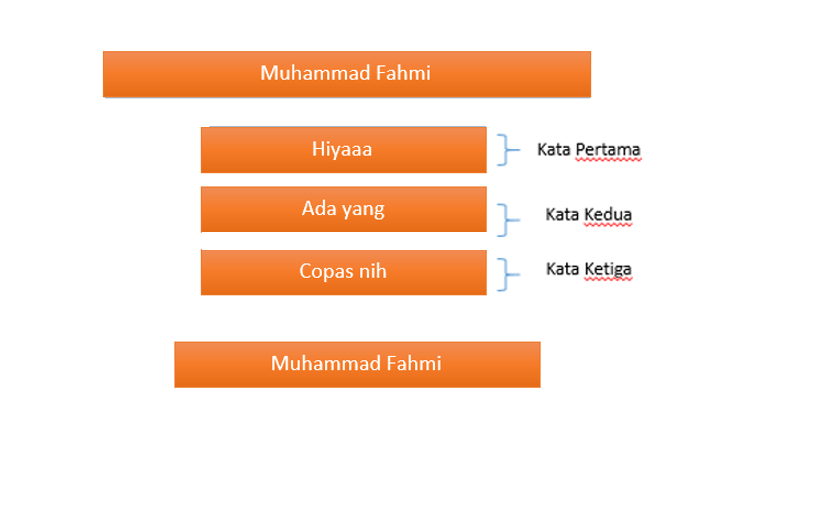 Muhammad Fahmi
Hiyaaa
Kata Pertama
Ada yang
Kata Kedua
Copas nih
Kata Ketiga
Muhammad Fahmi